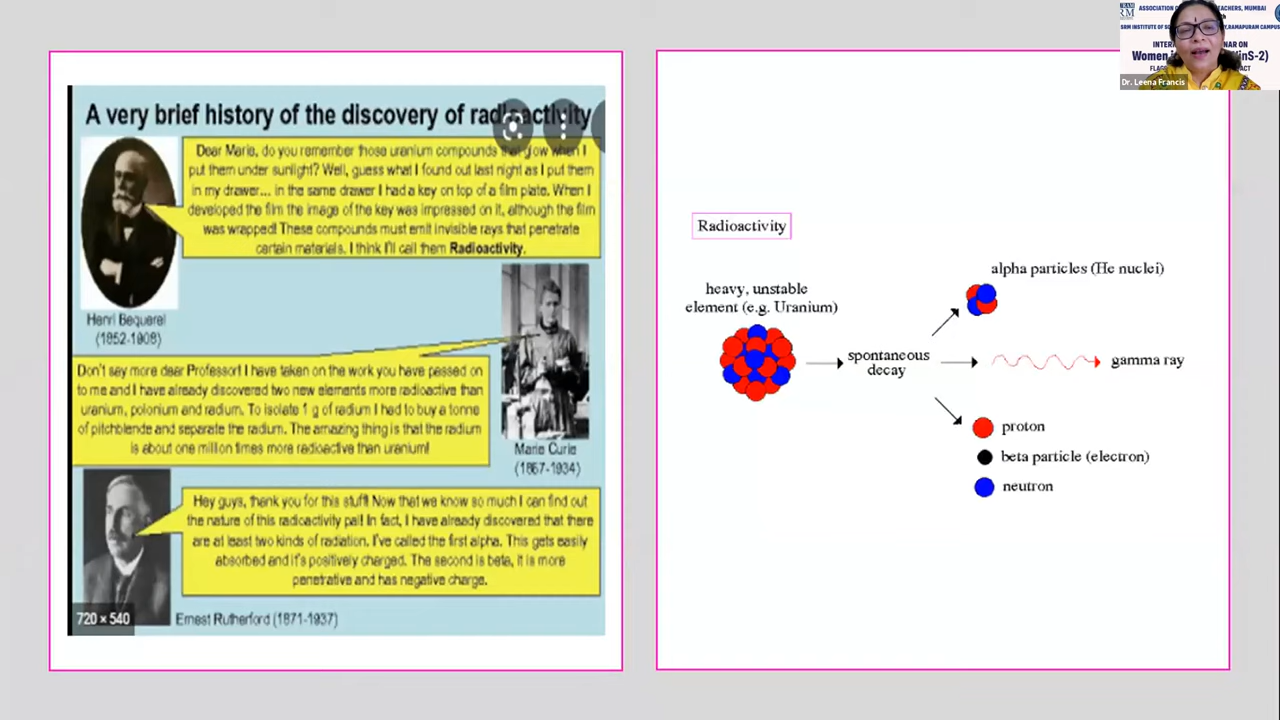 A very brief history of the discovery of radioactivity
Dear Marie, do you remember those uranium compounds that glow when I
put them under sunlight? Well, guess what I found out last night as I put them
in my drawer... in the same drawer I had a key on top of a film plate. When I
developed the film the image of the key was impressed on it, although the film
was wrapped! These compounds must emit invisible rays that penetrate
certain materials. I think I'll call them Radioactivity.
Henri Bequerel
(1852-1908)
Don't say more dear Professor! I have taken on the work you have passed on
to me and I have already discovered two new elements more radioactive than
uranium, polonium and radium. To isolate 1 g of radium I had to buy a tonne
of pitchblende and separate the radium. The amazing thing is that the radium
is about one million times more radioactive than uranium!
Marie Curie
(1867-1934)
Hey guys, thank you for this stuff! Now that we know so much I can find out
the nature of this radioactivity pal! In fact, I have already discovered that there
are at least two kinds of radiation. I've called the first alpha. This gets easily
absorbed and it's positively charged. The second is beta, it is more
penetrative and has negative charge.
720 × 540
Ernest Rutherford (1871-1937)
Radioactivity
heavy, unstable
element (e.g. Uranium)
spontaneous
decay
alpha particles (He nuclei)
gamma ray
proton
beta particle (electron)
neutron
ASSOCIATION
TEACHERS, MUMBAI
SRM INSTITUTE OF
RAMAPURAM CAMPUS
Women
Dr. Leena Francis